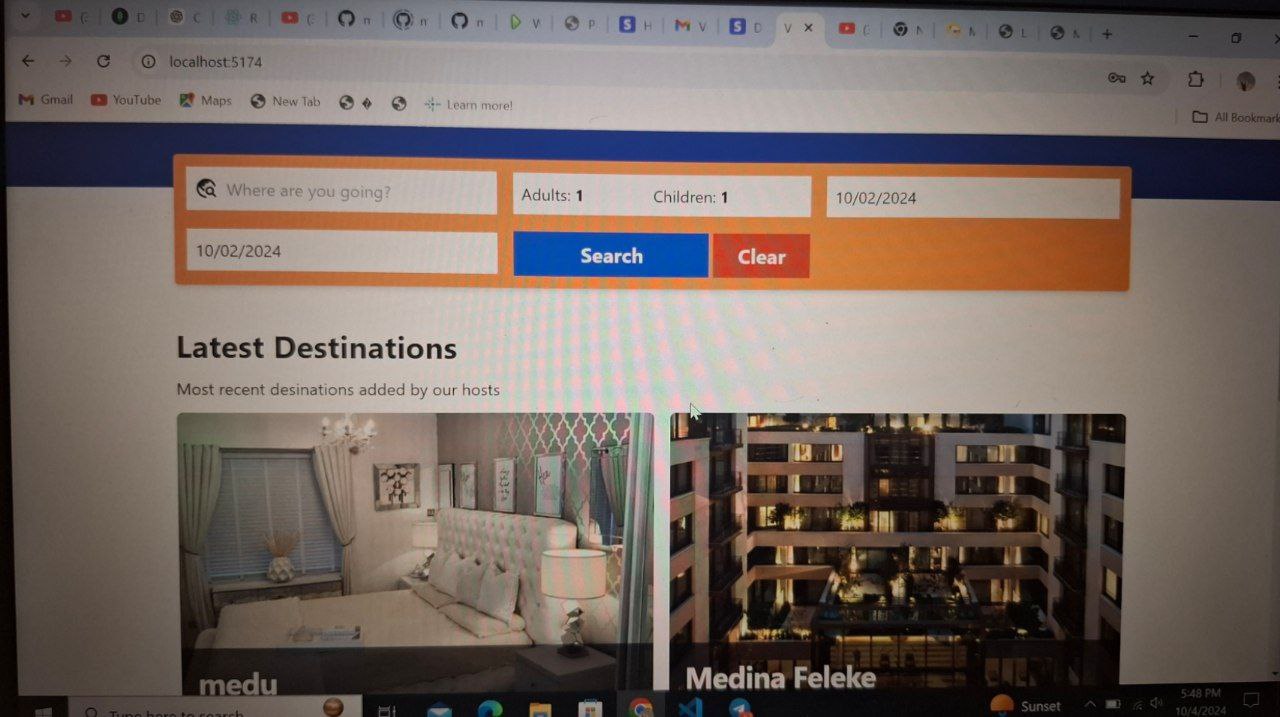 localhost:5174
Gmail YouTube Maps New Tab Learn more!
All Bookmark
Where are you going? Adults: 1 Children: 1 10/02/2024
10/02/2024 Search Clear
Latest Destinations
Most recent desinations added by our hosts
medu Medina Feleke
Type here to search Sunset 5:48 PM
10/4/2024